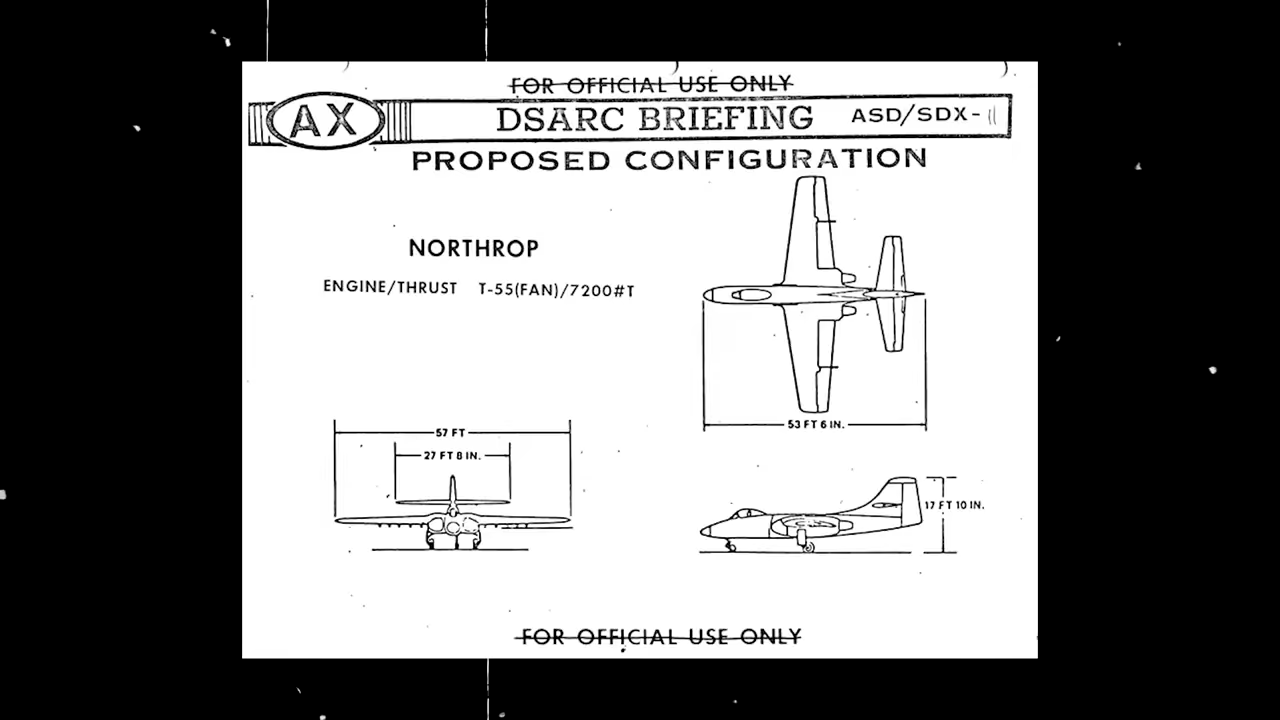 FOR OFFICIAL USE ONLY
AX
DSARC BRIEFING ASD/SDX-11
PROPOSED CONFIGURATION
NORTHROP
ENGINE/THRUST T-55(FAN)/7200#T
53 FT 6 IN.
57 FT
27 FT 8 IN.
17 FT 10 IN.
FOR OFFICIAL USE ONLY